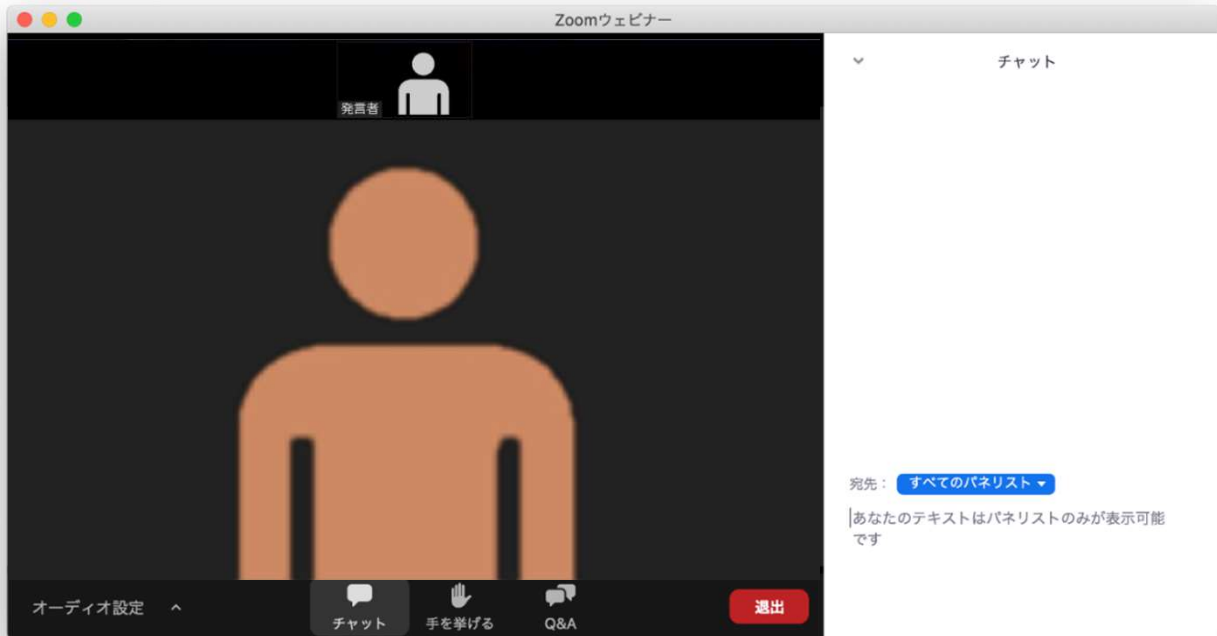 Zoomウェビナー
発言者
チャット
宛先：
すべてのパネリスト
あなたのテキストはパネリストのみが表示可能
です
オーディオ設定
チャット
手を挙げる
Q&A
退出